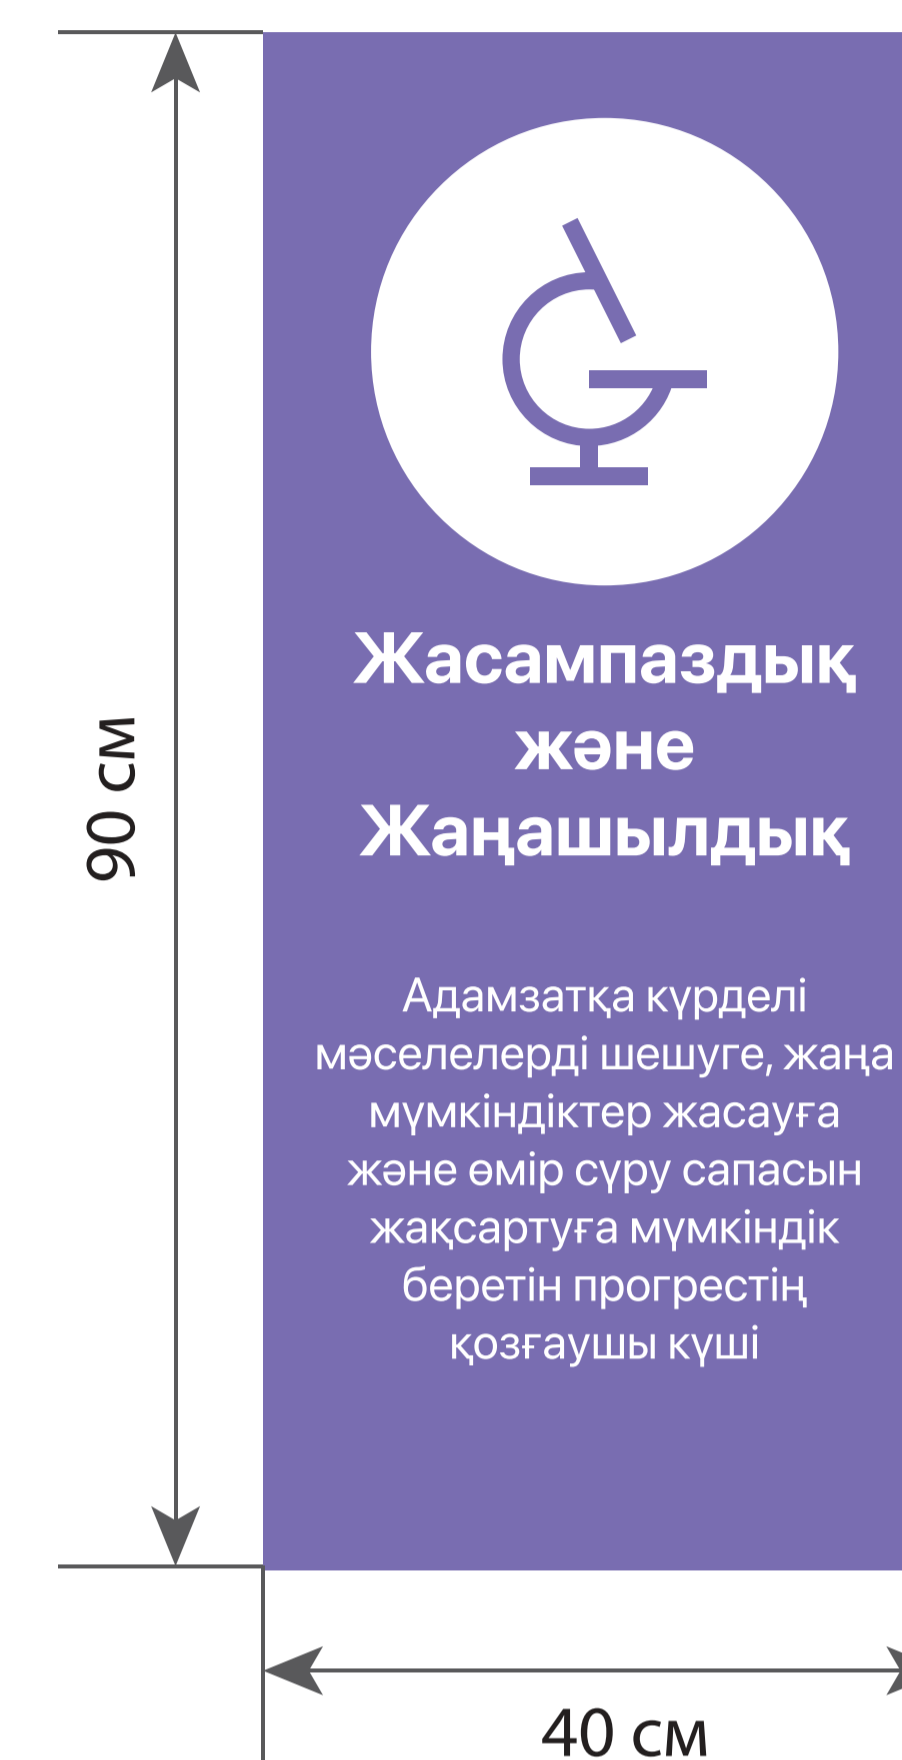 Жасампаздық
және
Жаңашылдық
90 см
Адамзатқа күрделі
мәселелерді шешуге, жаңа
мүмкіндіктер жасауға
және өмір сүру сапасын
жақсартуға мүмкіндік
беретін прогрестің
қозғаушы күші
40 см